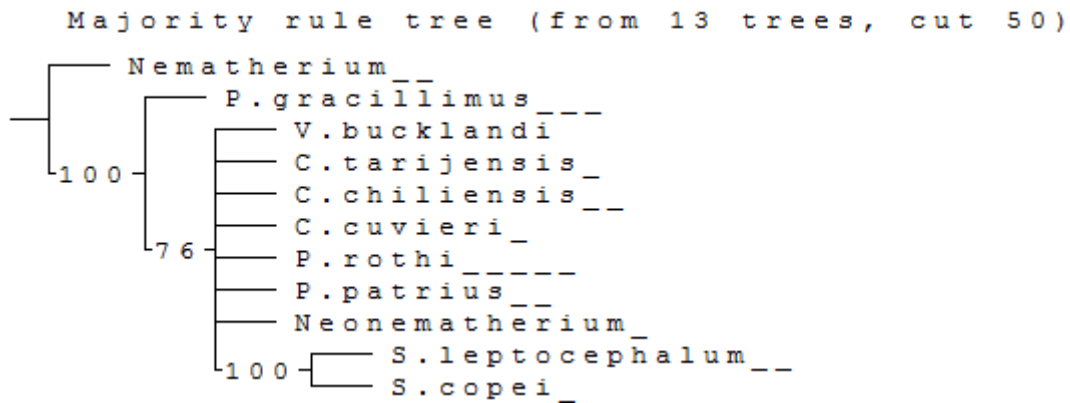 Majority rule tree (from 13 trees, cut 50)
Nematherium__
P.gracillimus___
V.bucklandi
C.tarijensis_
100
C.chiliensis__
C.cuvieri_
76
P.rothi_____
P.patrius__
Neonematherium_
S.leptocephalum__
100
S.copei_